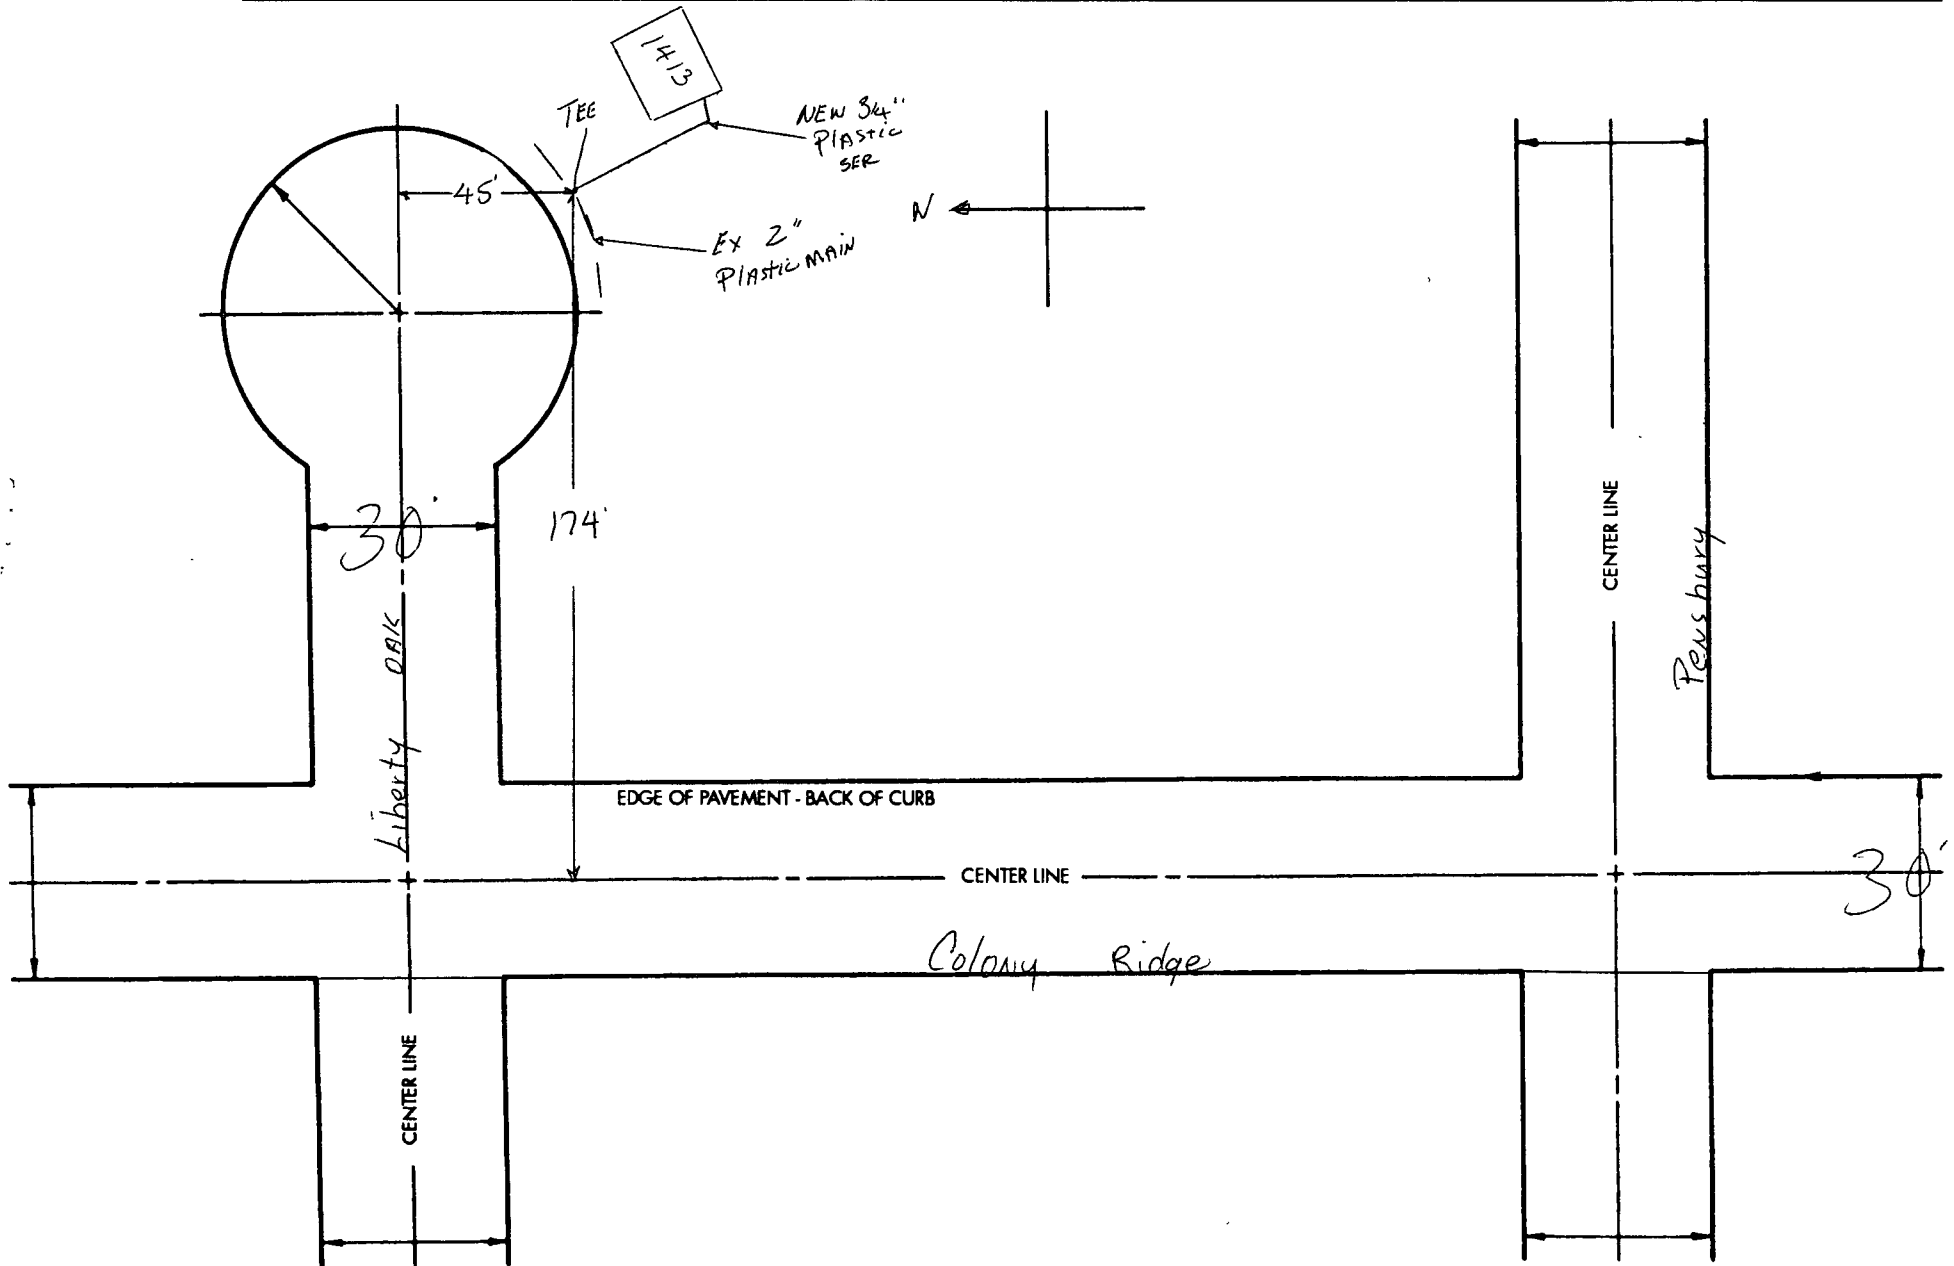 1413
TEE
NEW 3/4"
PlAStic
SER
45'
N
Ex 2"
PlAStic MAiN
30'
174'
CENTER LINE
Pensbury
Liberty OAK
EDGE OF PAVEMENT - BACK OF CURB
CENTER LINE
30'
Colony Ridge
CENTER LINE